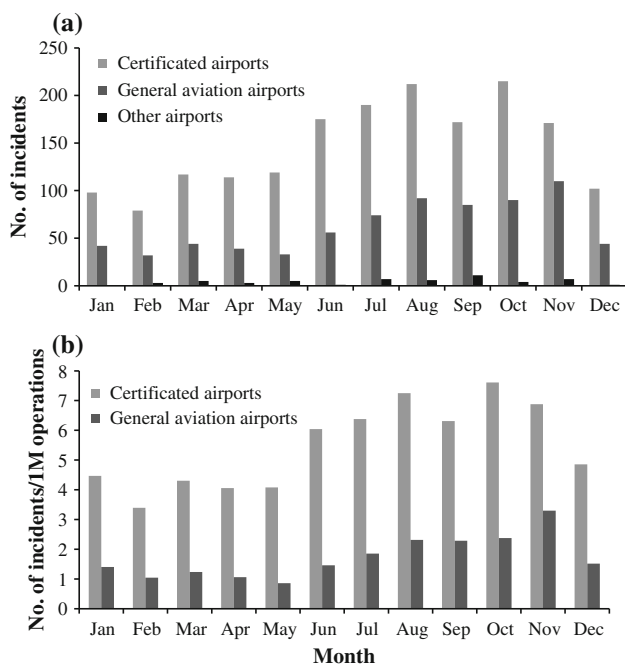 (a)
300
250
200
150
100
50
0
No. of incidents
Certificated airports
General aviation airports
Other airports
Jan Feb Mar Apr May Jun Jul Aug Sep Oct Nov Dec
(b)
8
7
6
5
4
3
2
1
0
No. of incidents/1M operations
Certificated airports
General aviation airports
Jan Feb Mar Apr May Jun Jul Aug Sep Oct Nov Dec
Month